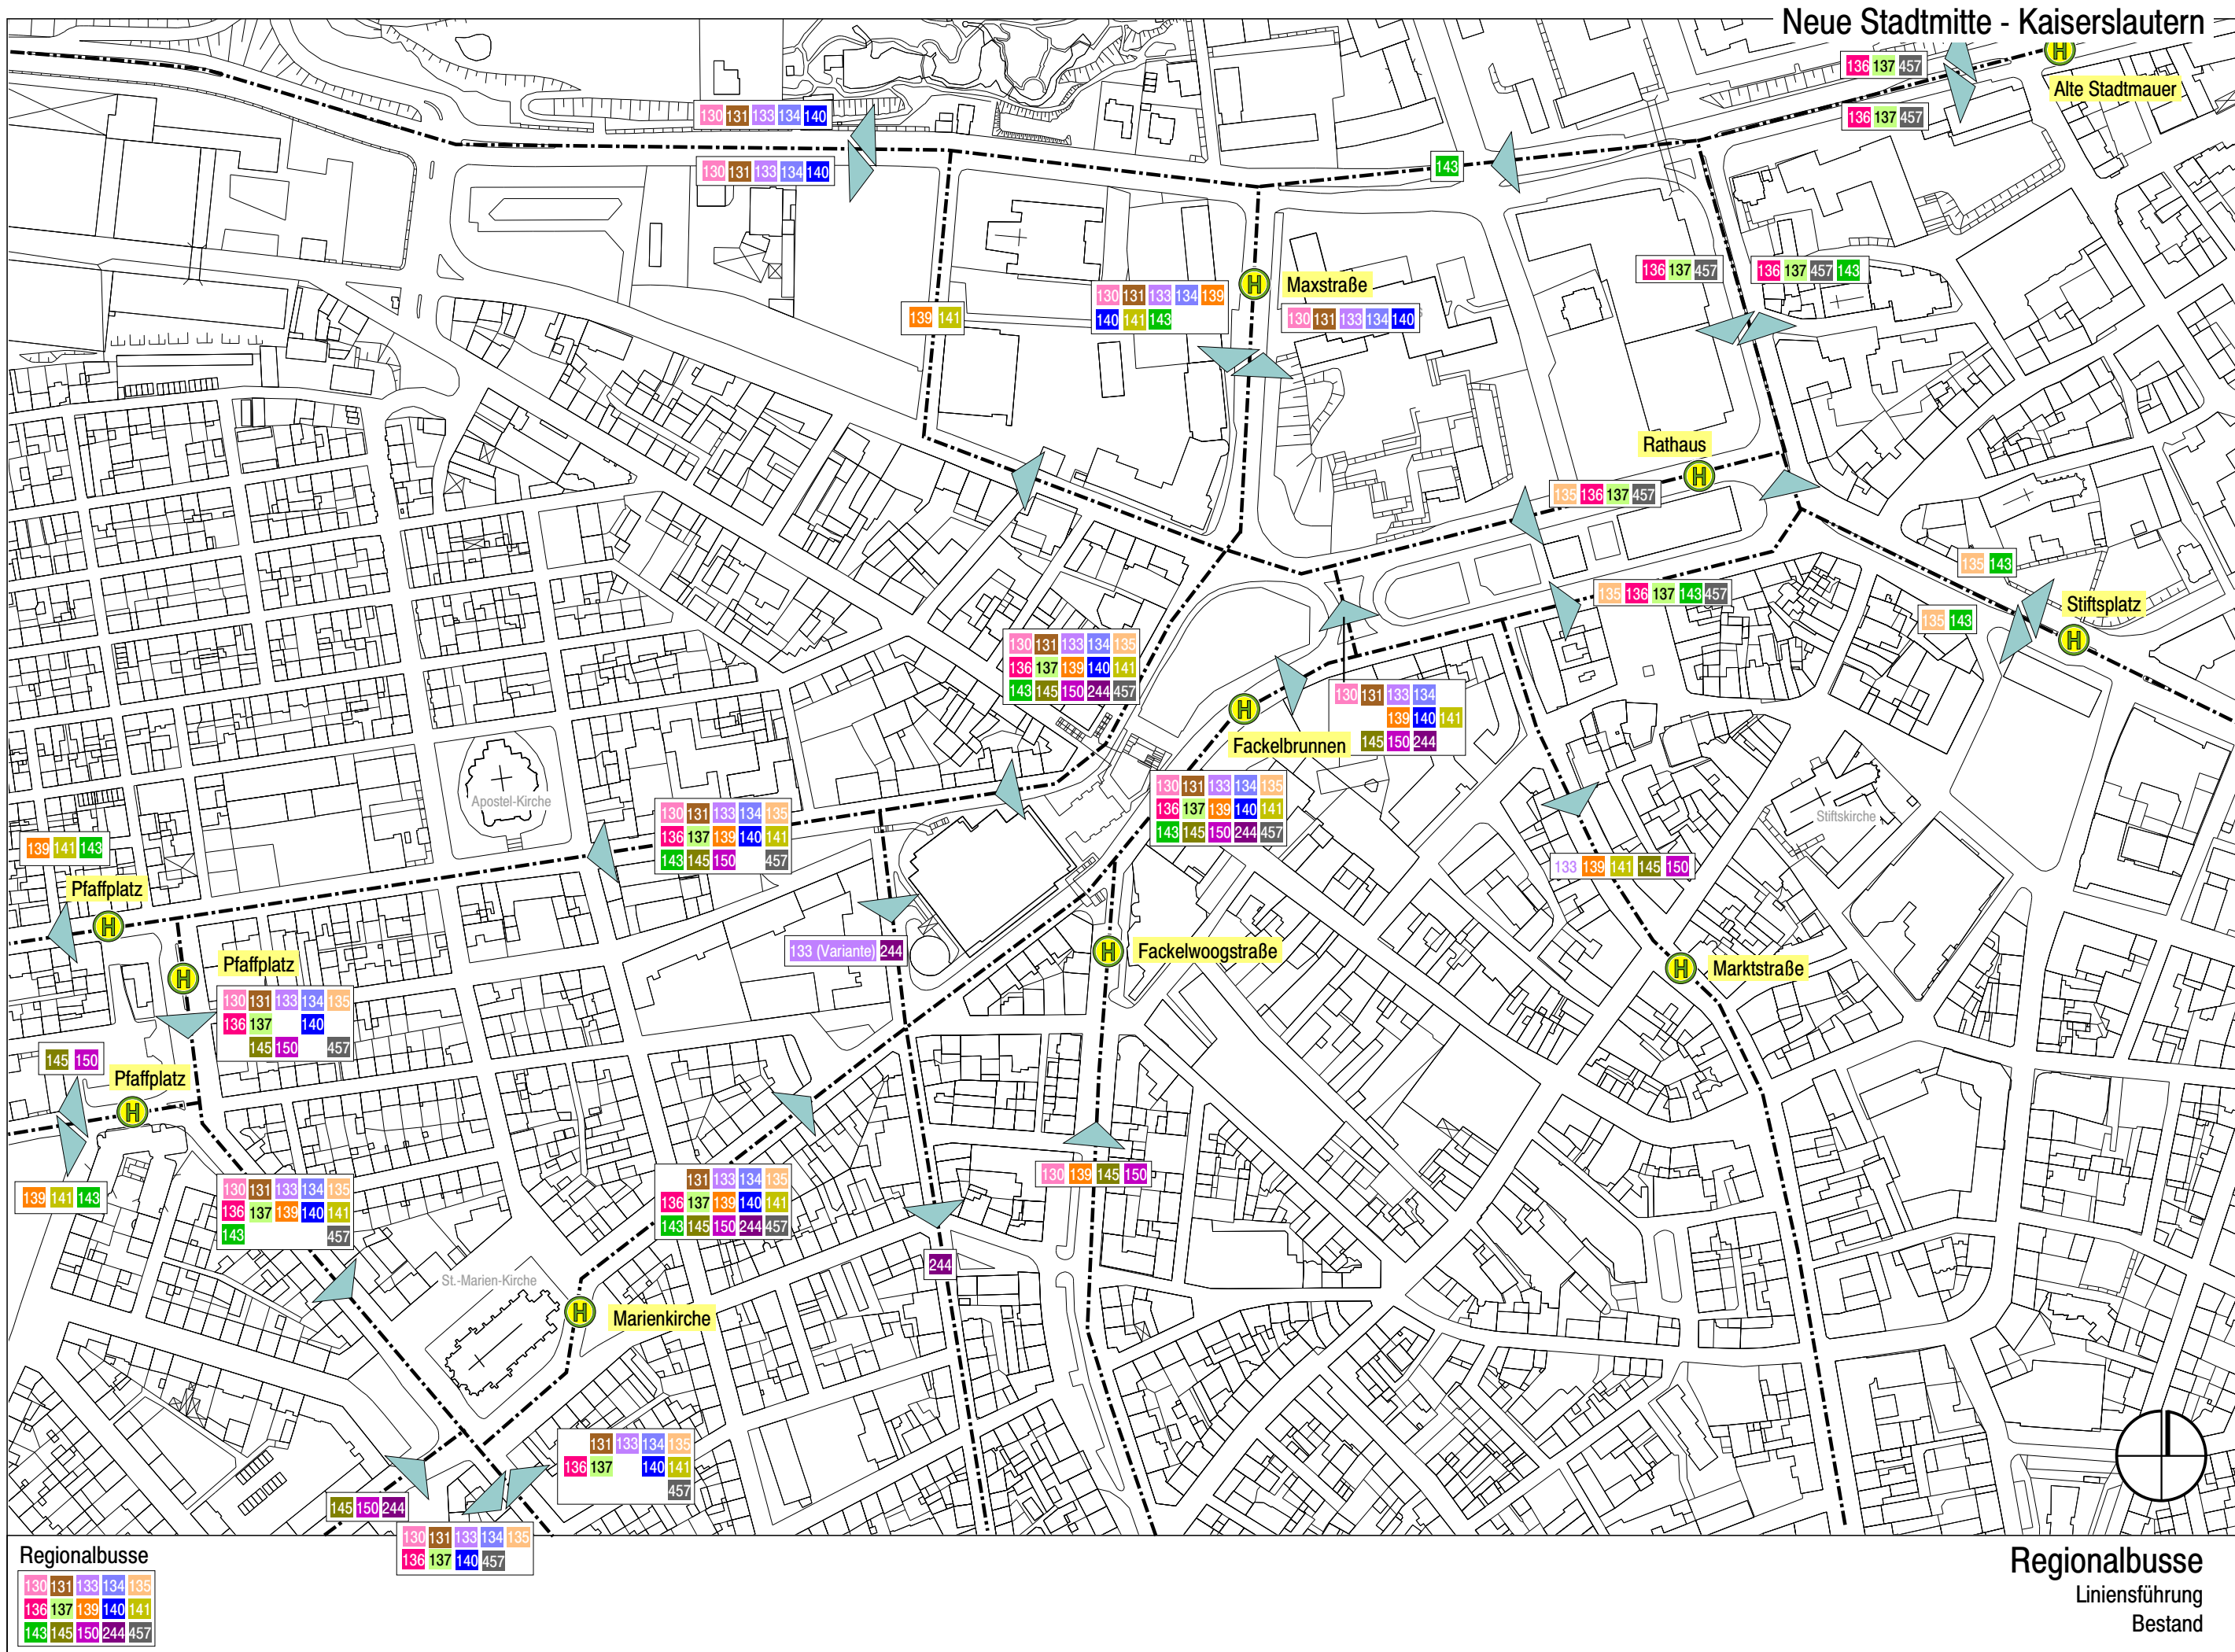 Neue Stadtmitte - Kaiserslautern
136 137 457
H
Alte Stadtmauer
136 137 457
130 131 133 134 140
130 131 133 134 140
143
136 137 457
136 137 457 143
H
Maxstraße
130 131 133 134 139
140 141 143
130 131 133 134 140
139 141
Rathaus
H
135 136 137 457
135 143
135 136 137 143 457
135 143
Stiftsplatz
H
130 131 133 134 135
136 137 139 140 141
143 145 150 244 457
130 131 133 134
139 140 141
145 150 244
H
Fackelbrunnen
130 131 133 134 135
136 137 139 140 141
143 145 150 244 457
Apostel-Kirche
130 131 133 134 135
136 137 139 140 141
143 145 150 457
Stiftskirche
139 141 143
133 139 141 145 150
Pfaffplatz
H
133 (Variante) 244
H
Fackelwoogstraße
H
Marktstraße
H
Pfaffplatz
130 131 133 134 135
136 137 140
145 150 457
145 150
Pfaffplatz
H
139 141 143
130 131 133 134 135
136 137 139 140 141
143 457
131 133 134 135
136 137 139 140 141
143 145 150 244 457
130 139 145 150
244
St.-Marien-Kirche
H
Marienkirche
131 133 134 135
136 137 140 141
457
145 150 244
130 131 133 134 135
136 137 140 457
Regionalbusse
130 131 133 134 135
136 137 139 140 141
143 145 150 244 457
Regionalbusse
Liniensführung
Bestand